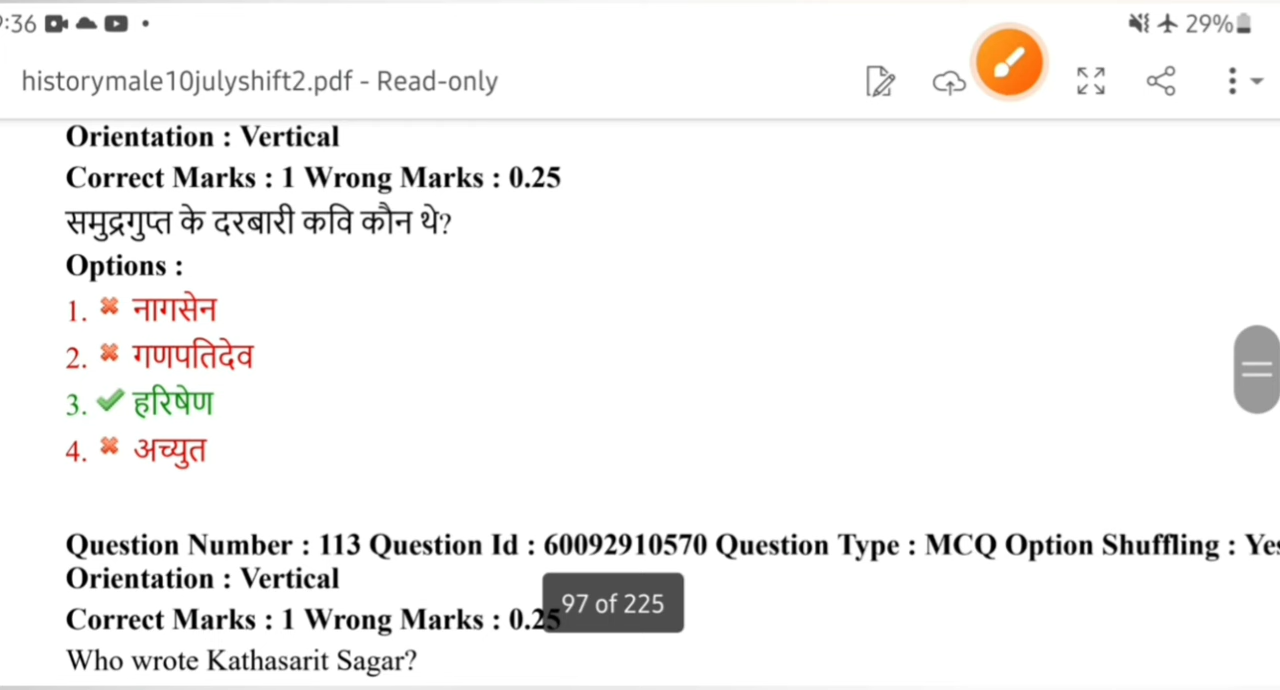 :36
29%
historymale10julyshift2.pdf - Read-only
Orientation : Vertical
Correct Marks : 1 Wrong Marks : 0.25
समुद्रगुप्त के दरबारी कवि कौन थे?
Options :
1. नागसेन
2. गणपतिदेव
3. हरिषेण
4. अच्युत
Question Number : 113 Question Id : 60092910570 Question Type : MCQ Option Shuffling : Yes
Orientation : Vertical
97 of 225
Correct Marks : 1 Wrong Marks : 0.25
Who wrote Kathasarit Sagar?